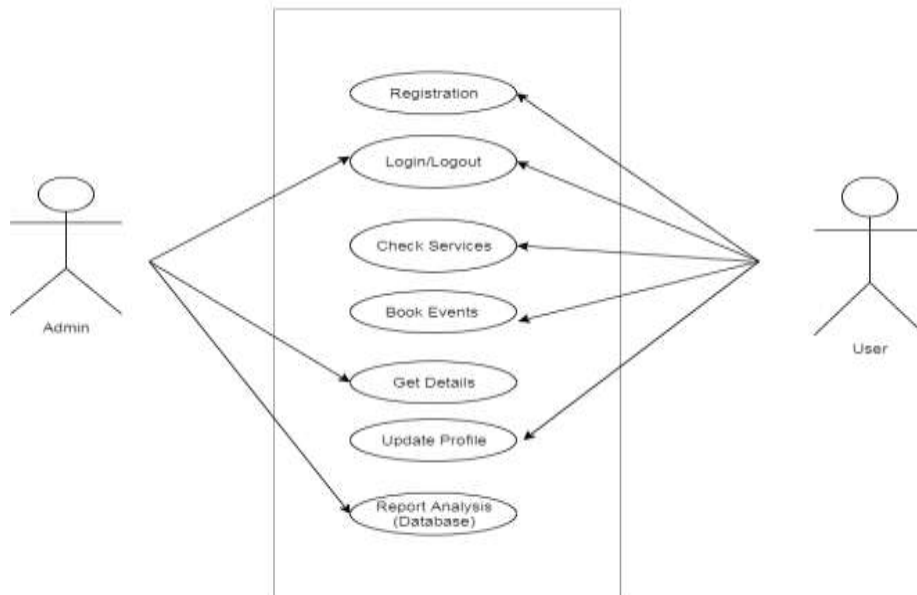 Registration
Login/Logout
Check Services
Book Events
Admin
User
Get Details
Update Profile
Report Analysis
(Database)